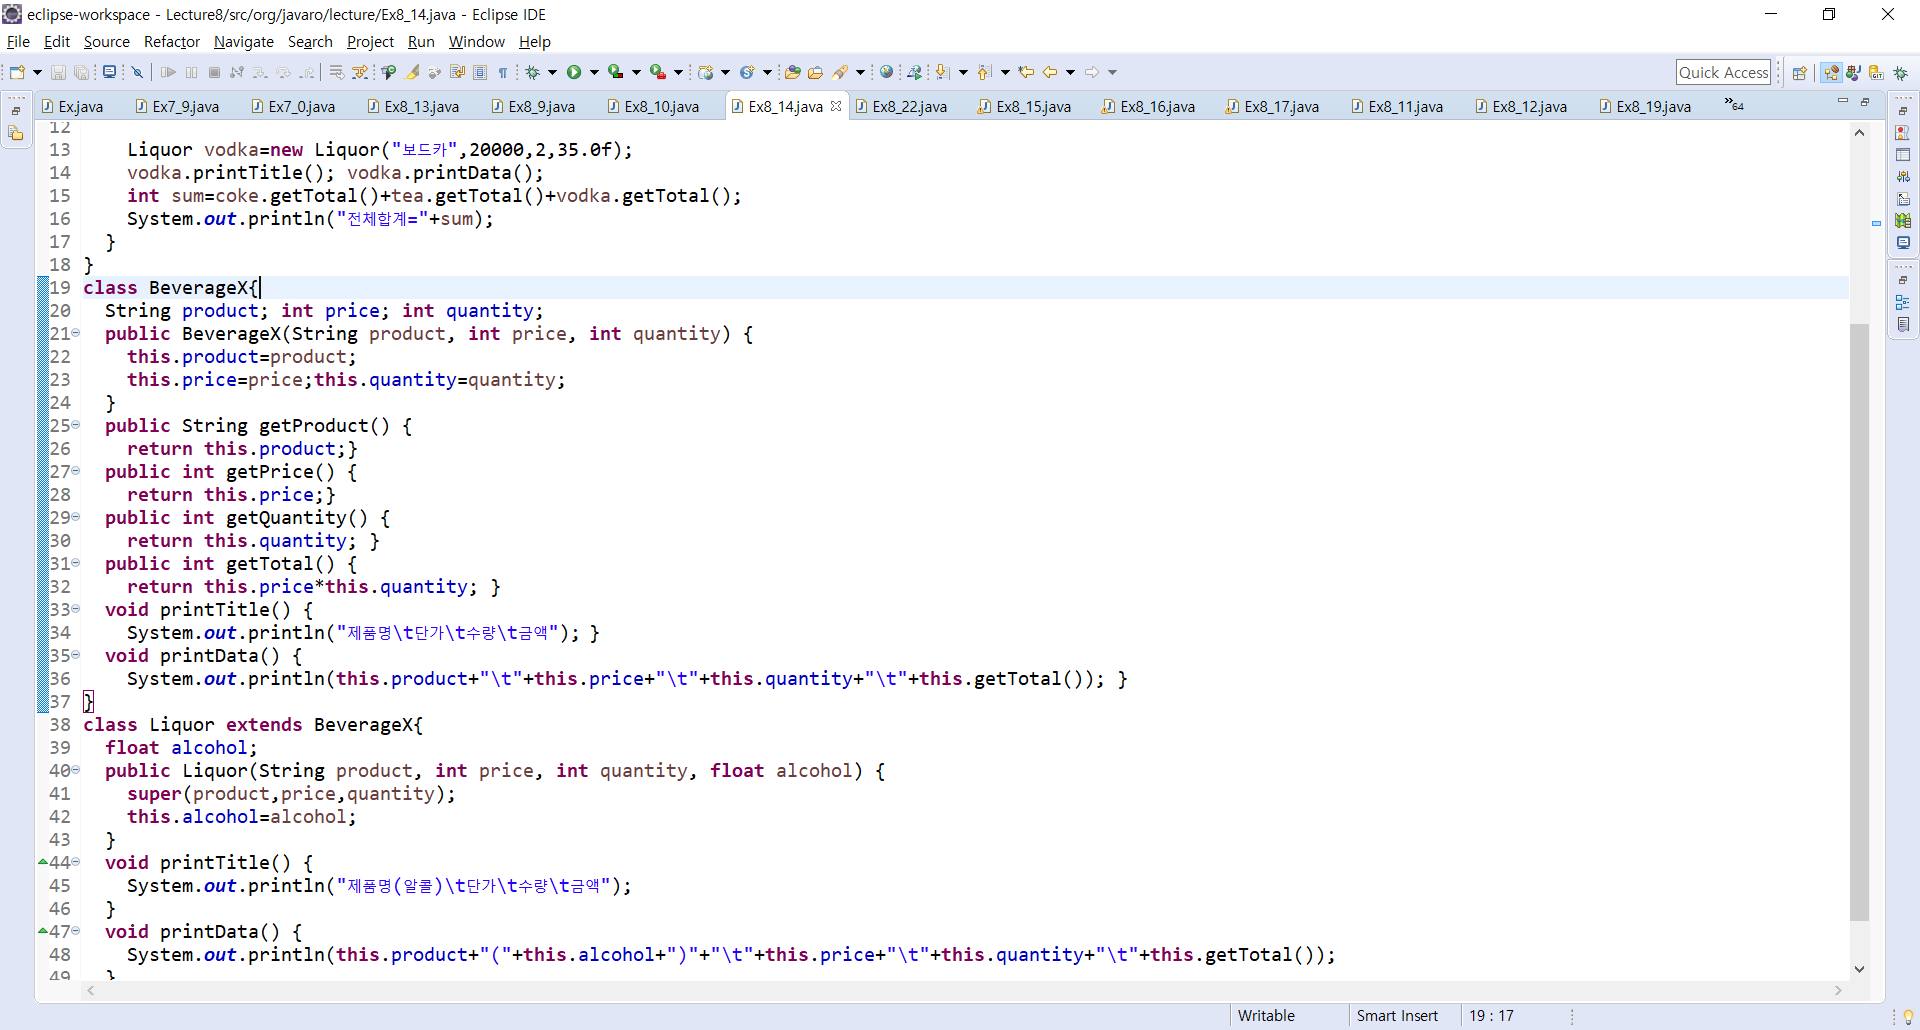 eclipse-workspace - Lecture8/src/org/javaro/lecture/Ex8_14.java - Eclipse IDE
File Edit Source Refactor Navigate Search Project Run Window Help
Quick Access
Ex.java Ex7_9.java Ex7_0.java Ex8_13.java Ex8_9.java Ex8_10.java Ex8_14.java Ex8_22.java Ex8_15.java Ex8_16.java Ex8_17.java Ex8_11.java Ex8_12.java Ex8_19.java »64
12
13 Liquor vodka=new Liquor("보드카",20000,2,35.0f);
14 vodka.printTitle(); vodka.printData();
15 int sum=coke.getTotal()+tea.getTotal()+vodka.getTotal();
16 System.out.println("전체합계="+sum);
17 }
18 }
19 class BeverageX{
20 String product; int price; int quantity;
21 public BeverageX(String product, int price, int quantity) {
22 this.product=product;
23 this.price=price;this.quantity=quantity;
24 }
25 public String getProduct() {
26 return this.product;}
27 public int getPrice() {
28 return this.price;}
29 public int getQuantity() {
30 return this.quantity; }
31 public int getTotal() {
32 return this.price*this.quantity; }
33 void printTitle() {
34 System.out.println("제품명\t단가\t수량\t금액"); }
35 void printData() {
36 System.out.println(this.product+"\t"+this.price+"\t"+this.quantity+"\t"+this.getTotal()); }
37 }
38 class Liquor extends BeverageX{
39 float alcohol;
40 public Liquor(String product, int price, int quantity, float alcohol) {
41 super(product,price,quantity);
42 this.alcohol=alcohol;
43 }
44 void printTitle() {
45 System.out.println("제품명(알콜)\t단가\t수량\t금액");
46 }
47 void printData() {
48 System.out.println(this.product+"("+this.alcohol+")"+"\t"+this.price+"\t"+this.quantity+"\t"+this.getTotal());
49 }
Writable Smart Insert 19 : 17